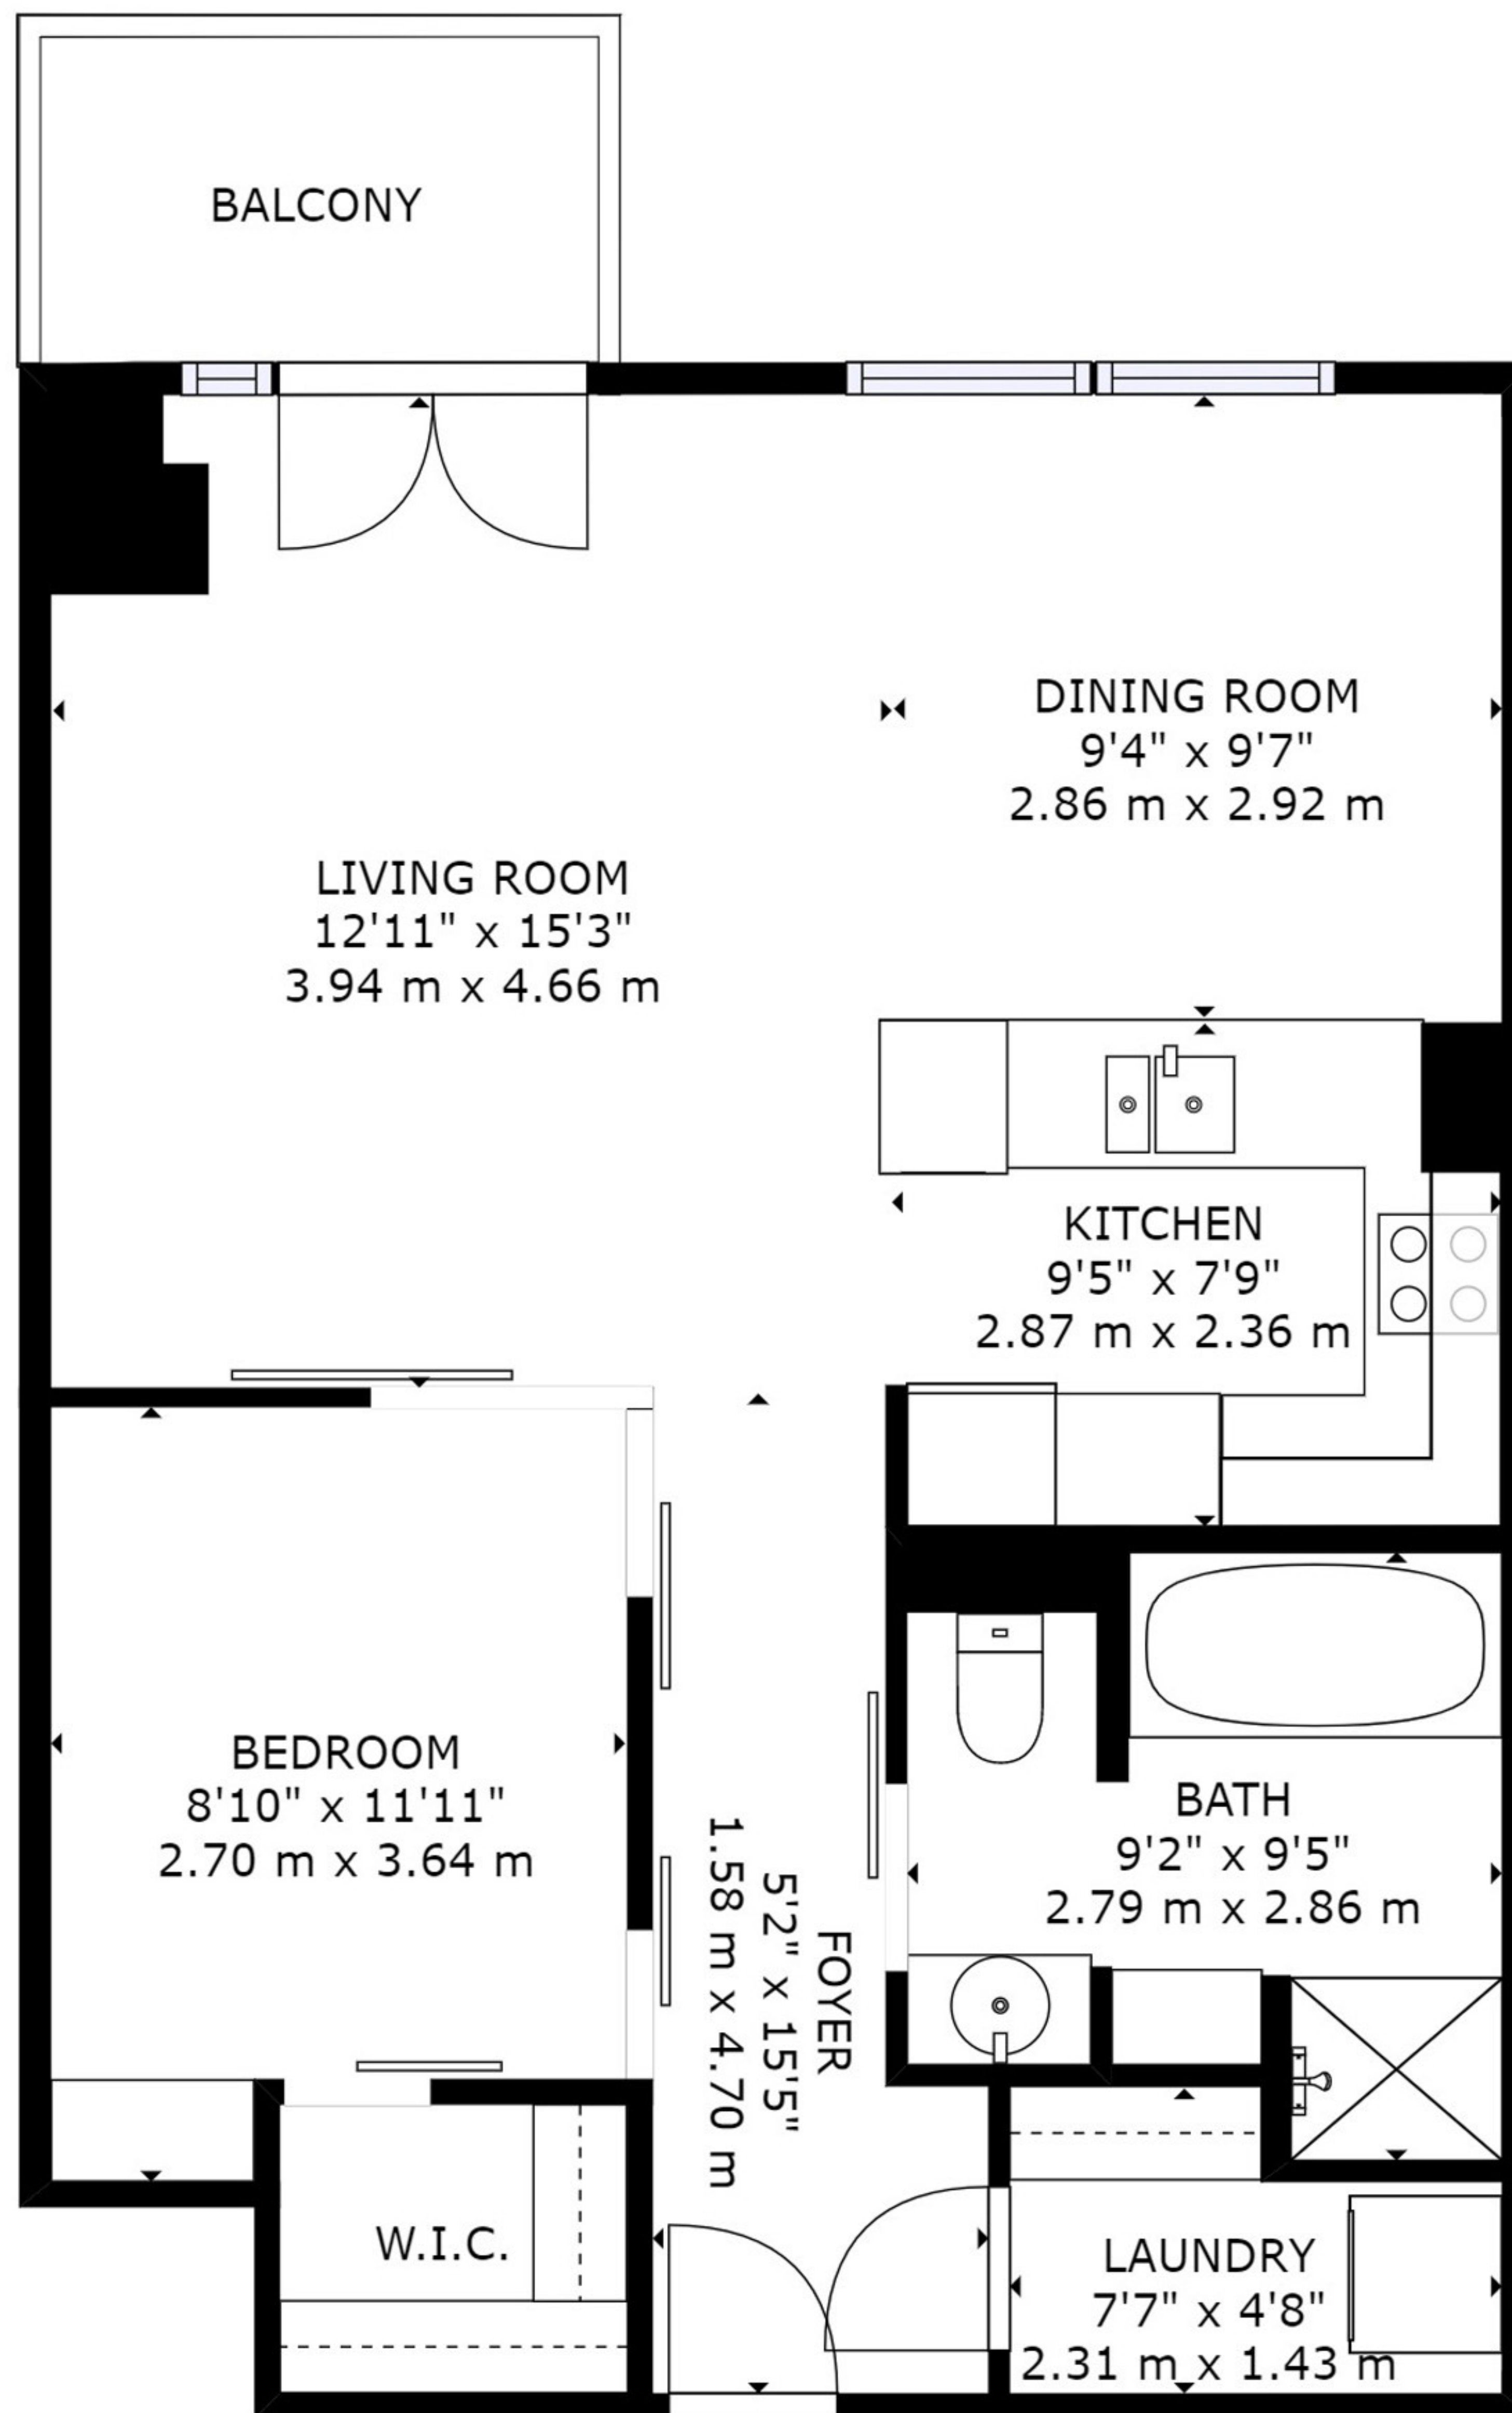 BALCONY
DINING ROOM
9'4" x 9'7"
2.86 m x 2.92 m
LIVING ROOM
12'11" x 15'3"
3.94 m x 4.66 m
KITCHEN
9'5" x 7'9"
2.87 m x 2.36 m
BEDROOM
8'10" x 11'11"
2.70 m x 3.64 m
BATH
9'2" x 9'5"
2.79 m x 2.86 m
FOYER
5'2" x 15'5"
1.58 m x 4.70 m
W.I.C.
LAUNDRY
7'7" x 4'8"
2.31 m x 1.43 m